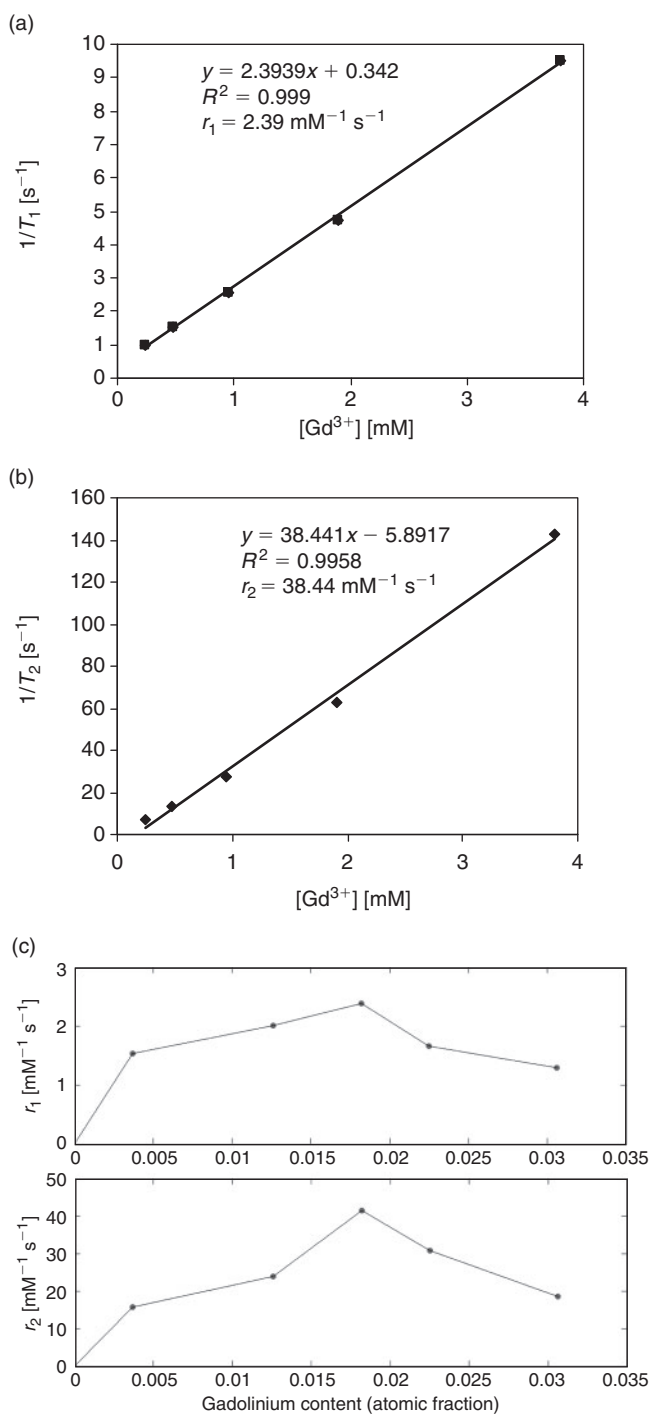 (a)
10
9
8
7
6
5
4
3
2
1
0
1/T₁ [s⁻¹]
y = 2.3939x + 0.342
R² = 0.999
r₁ = 2.39 mM⁻¹ s⁻¹
0 1 2 3 4
[Gd³⁺] [mM]
(b)
160
140
120
100
80
60
40
20
0
1/T₂ [s⁻¹]
y = 38.441x − 5.8917
R² = 0.9958
r₂ = 38.44 mM⁻¹ s⁻¹
0 1 2 3 4
[Gd³⁺] [mM]
(c)
3
2
1
0
r₁ [mM⁻¹ s⁻¹]
0 0.005 0.01 0.015 0.02 0.025 0.03 0.035
50
40
30
20
10
0
r₂ [mM⁻¹ s⁻¹]
0 0.005 0.01 0.015 0.02 0.025 0.03 0.035
Gadolinium content (atomic fraction)